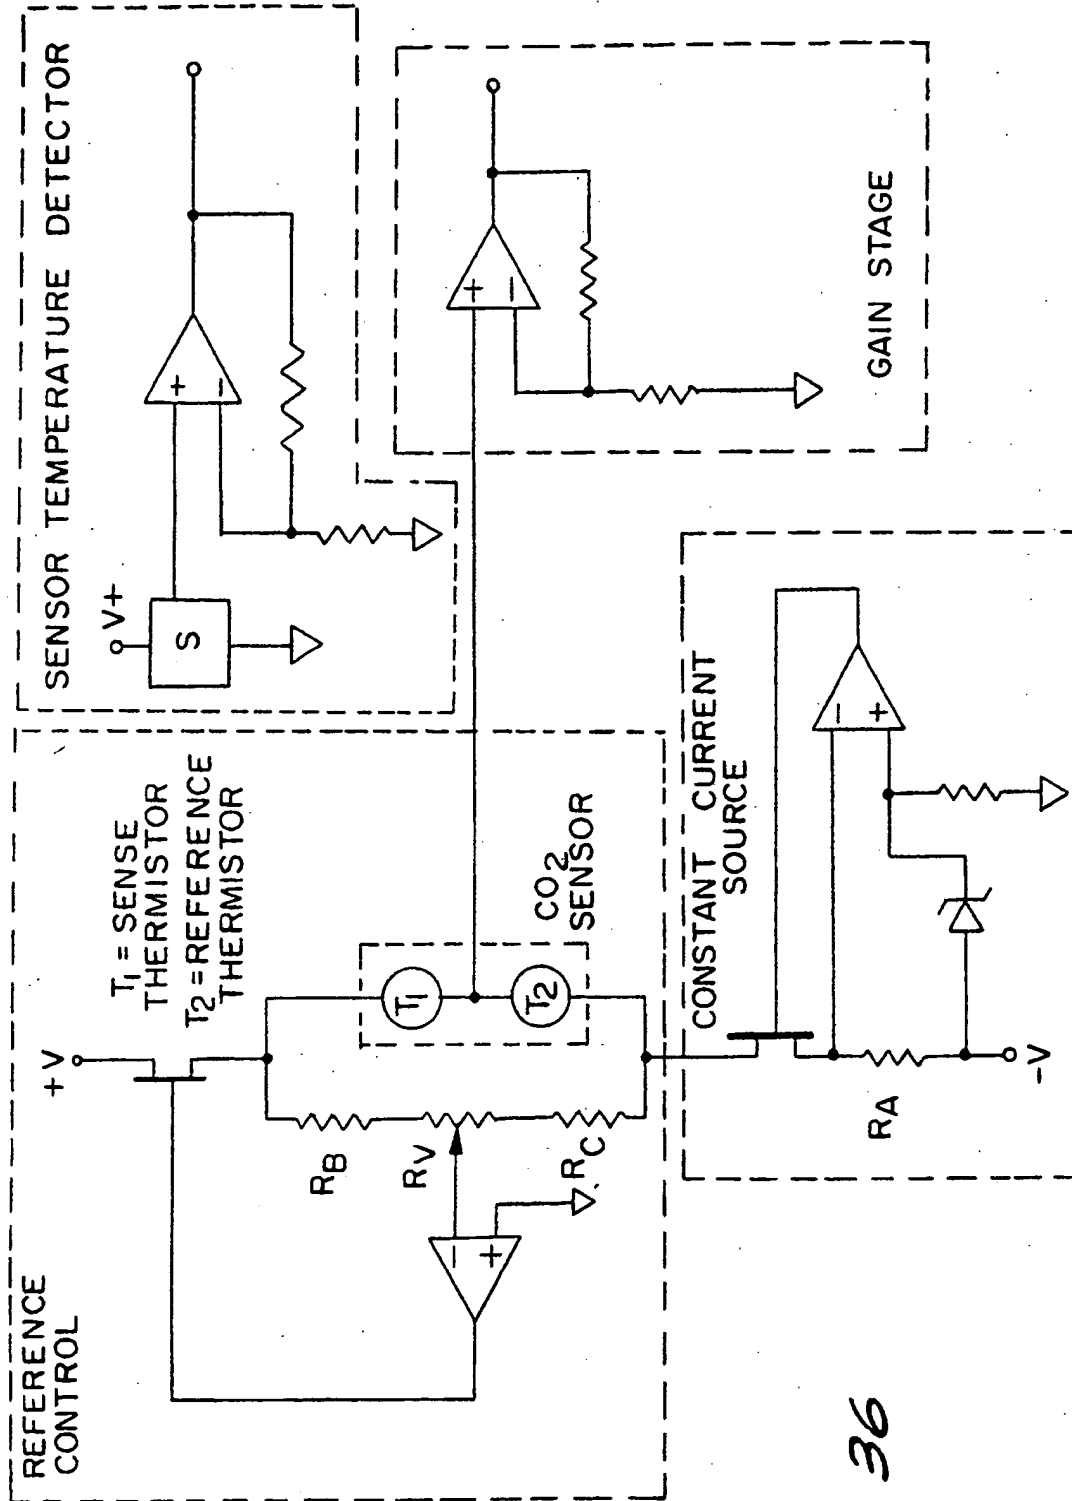 REFERENCE
CONTROL
+V
T1 = SENSE
THERMISTOR
T2 = REFERENCE
THERMISTOR
RB
RV
RC
−
+
T1
T2
CO2
SENSOR
SENSOR TEMPERATURE DETECTOR
V+
S
+
−
+
−
GAIN STAGE
CONSTANT CURRENT
SOURCE
−
+
RA
-V
36